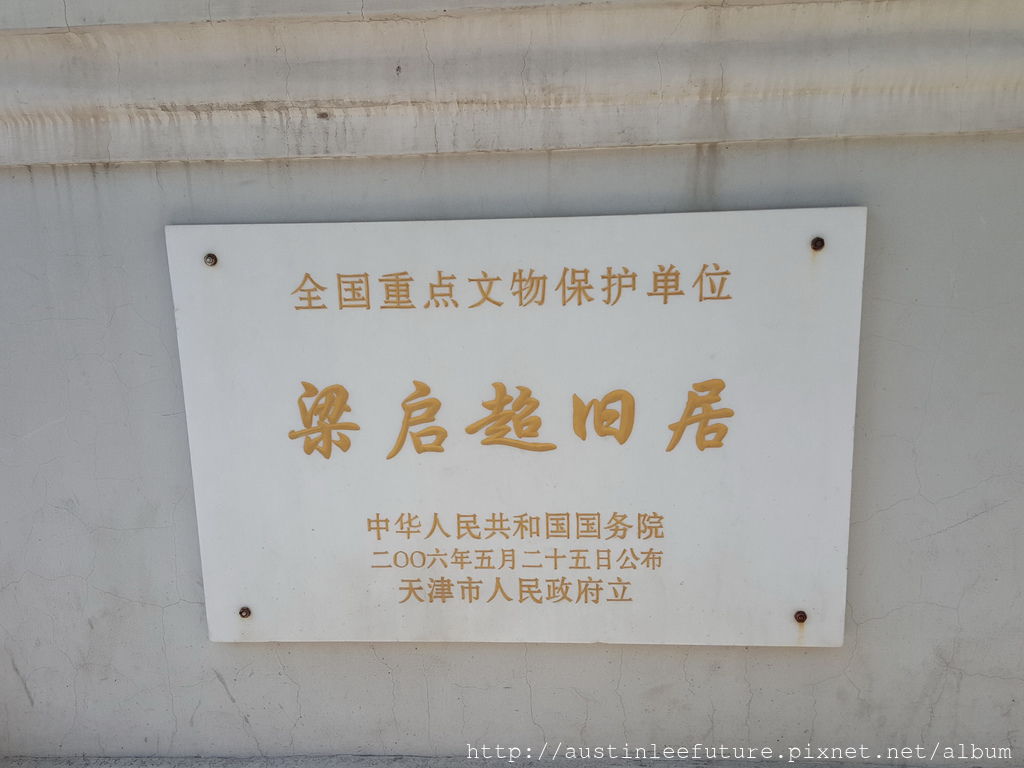 全国重点文物保护单位
梁启超旧居
中华人民共和国国务院
二〇〇六年五月二十五日公布
天津市人民政府立
http://austinleefuture.pixnet.net/album